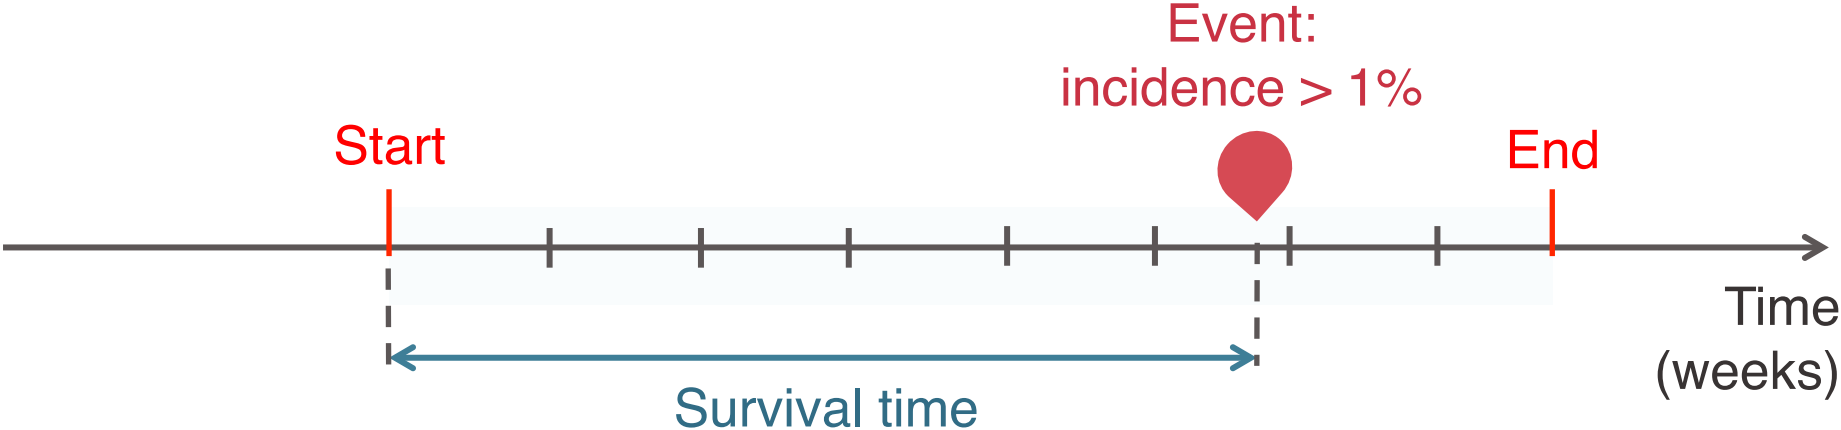 Event:
incidence > 1%
Start
End
Time
(weeks)
Survival time